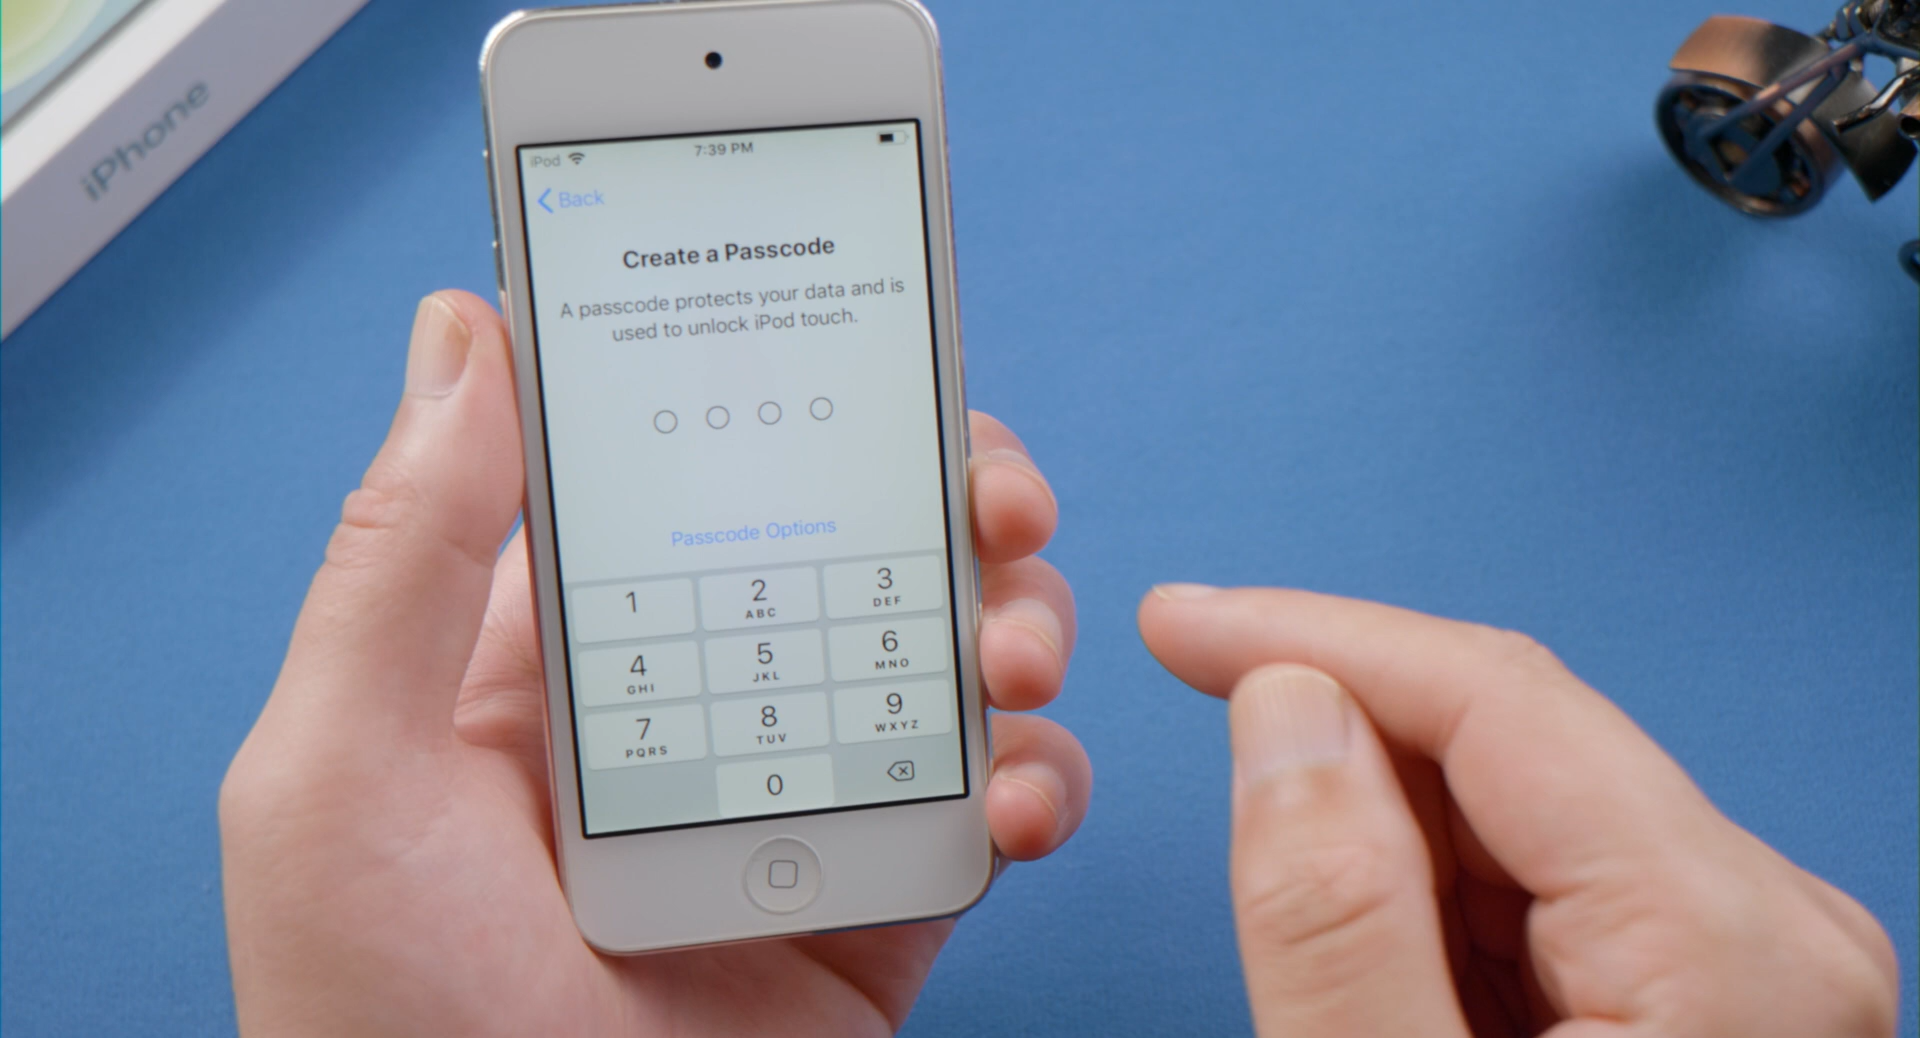 iPhone
iPod
7:39 PM
Back
Create a Passcode
A passcode protects your data and is
used to unlock iPod touch.
Passcode Options
1
2
ABC
3
DEF
4
GHI
5
JKL
6
MNO
7
PQRS
8
TUV
9
WXYZ
0